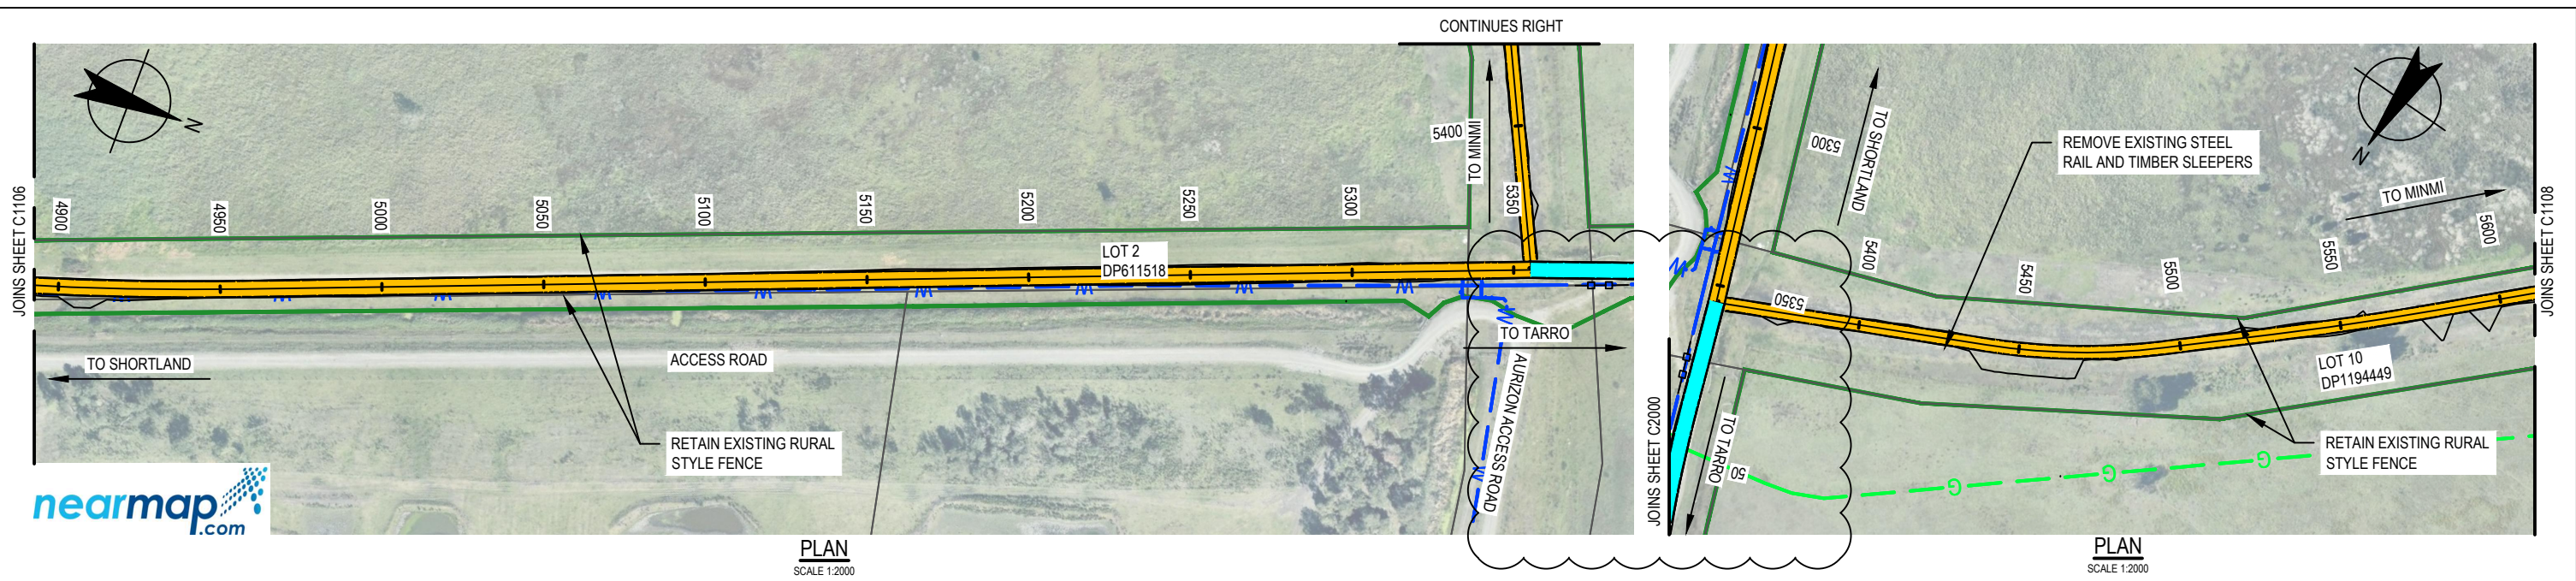 CONTINUES RIGHT
JOINS SHEET C1106
N
4900
4950
5000
5050
5100
5150
5200
5250
5300
5350
5400
TO MINMI
LOT 2
DP611518
W W W W W W W W W
TO SHORTLAND
ACCESS ROAD
TO TARRO
AURIZON ACCESS ROAD
W
W
RETAIN EXISTING RURAL
STYLE FENCE
nearmap
.com
PLAN
SCALE 1:2000
JOINS SHEET C2000
W
W
5300
TO SHORTLAND
REMOVE EXISTING STEEL
RAIL AND TIMBER SLEEPERS
N
TO MINMI
JOINS SHEET C1108
5350
5400
5450
5500
5550
5600
LOT 10
DP1194449
TO TARRO
50
G G G
RETAIN EXISTING RURAL
STYLE FENCE
PLAN
SCALE 1:2000